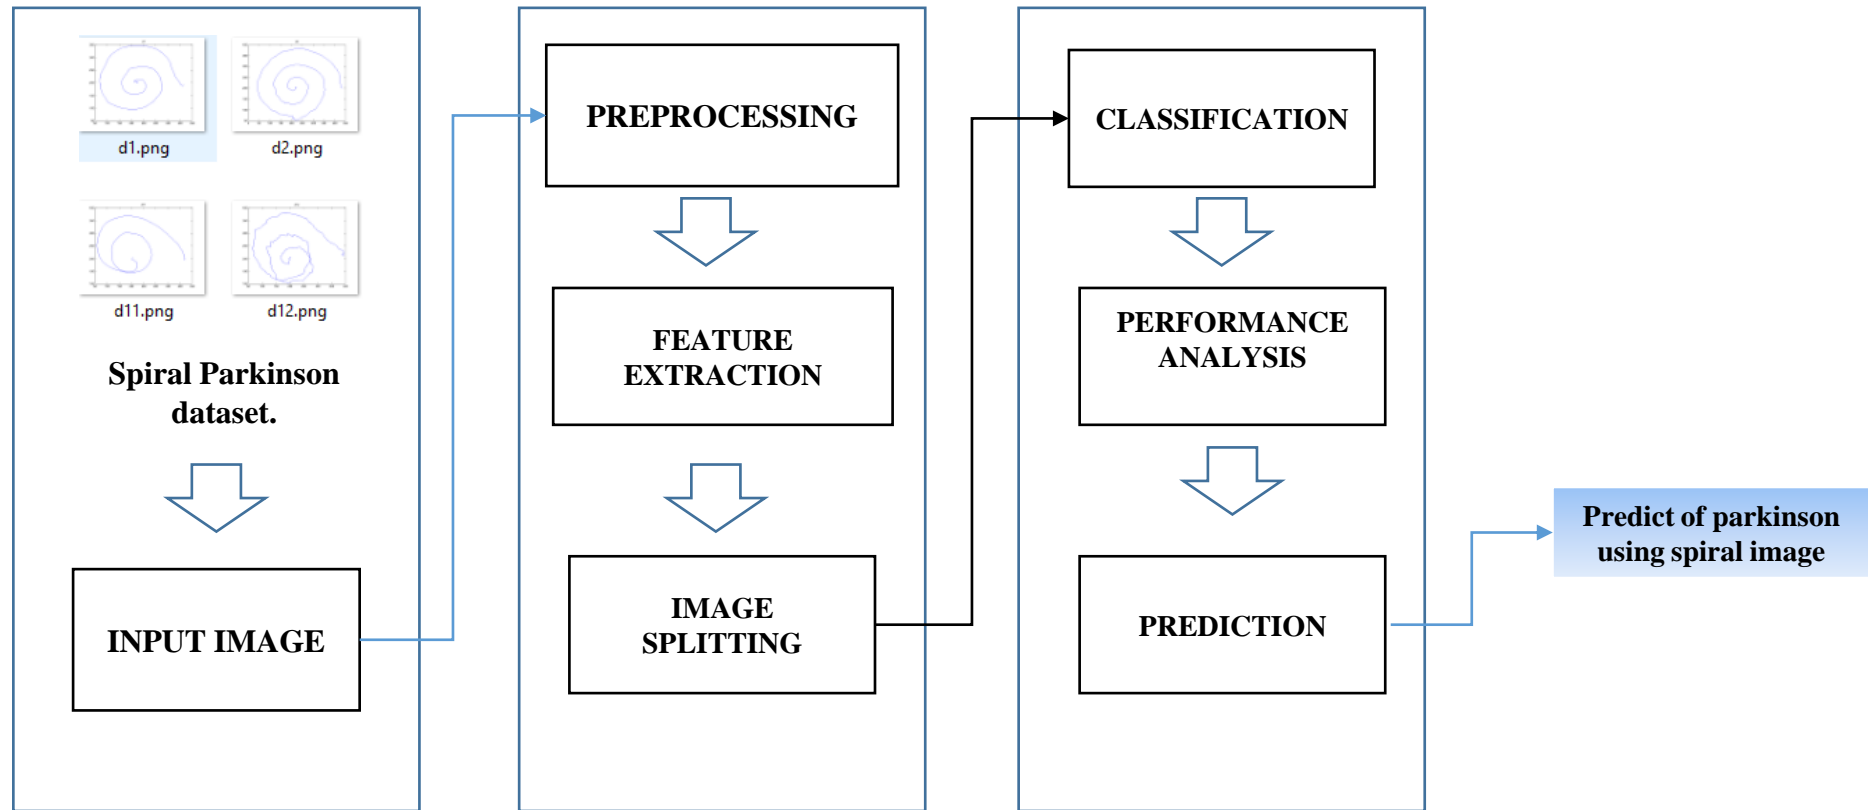 d1.png
d2.png
d11.png
d12.png
Spiral Parkinson
dataset.
INPUT IMAGE
PREPROCESSING
FEATURE
EXTRACTION
IMAGE
SPLITTING
CLASSIFICATION
PERFORMANCE
ANALYSIS
PREDICTION
Predict of parkinson
using spiral image